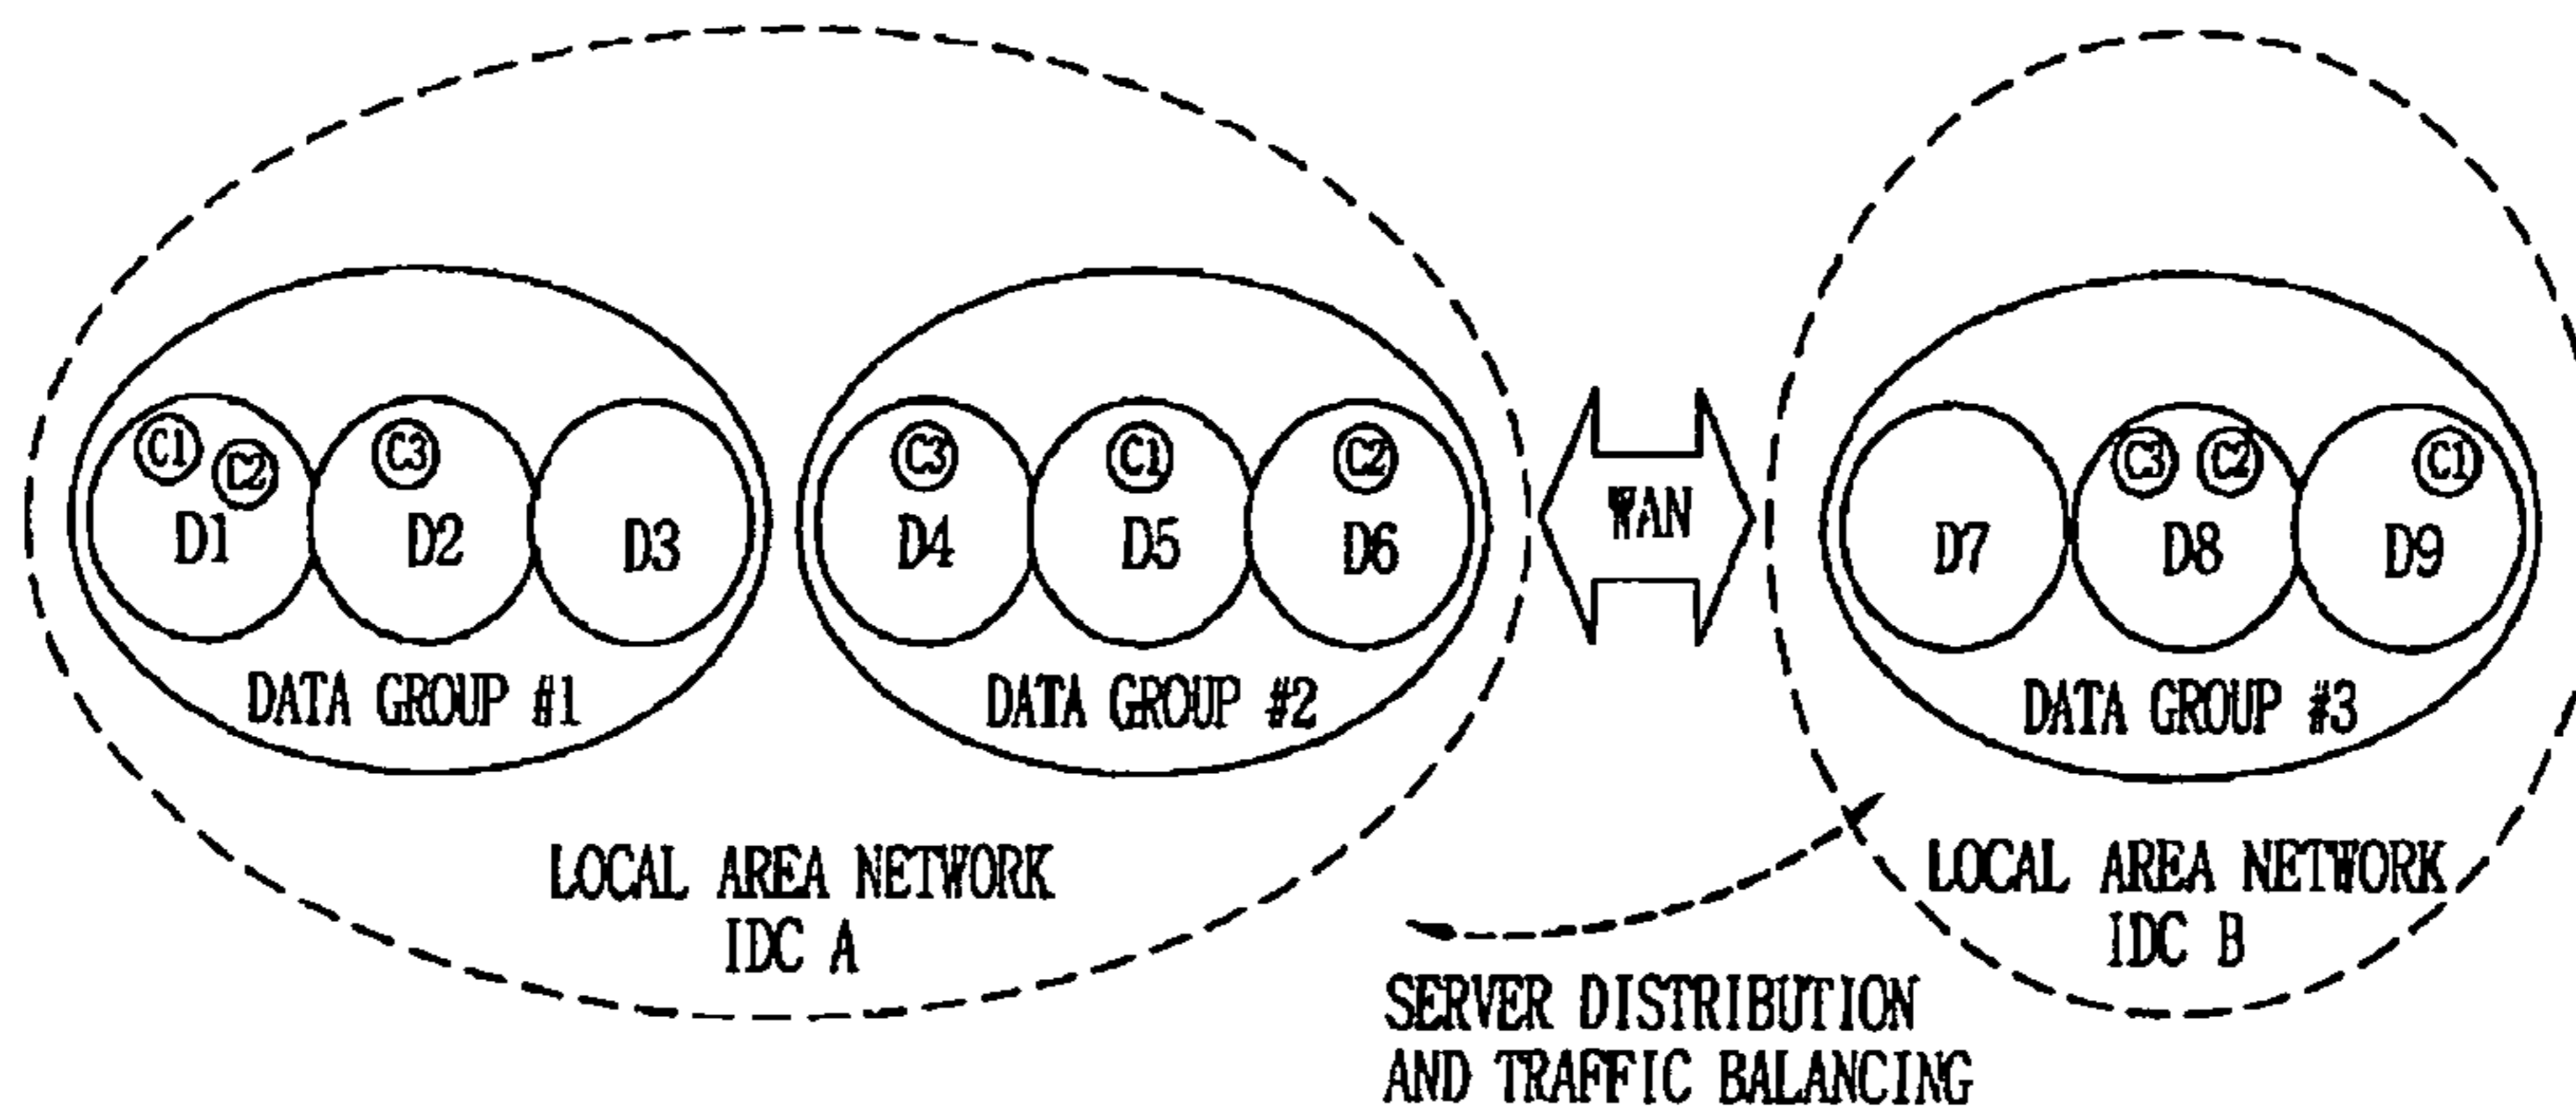 C1 C2 C3 C3 C1 C2 C3 C2 C1
D1 D2 D3 D4 D5 D6 WAN D7 D8 D9
DATA GROUP #1 DATA GROUP #2 DATA GROUP #3
LOCAL AREA NETWORK
IDC A
LOCAL AREA NETWORK
IDC B
SERVER DISTRIBUTION
AND TRAFFIC BALANCING